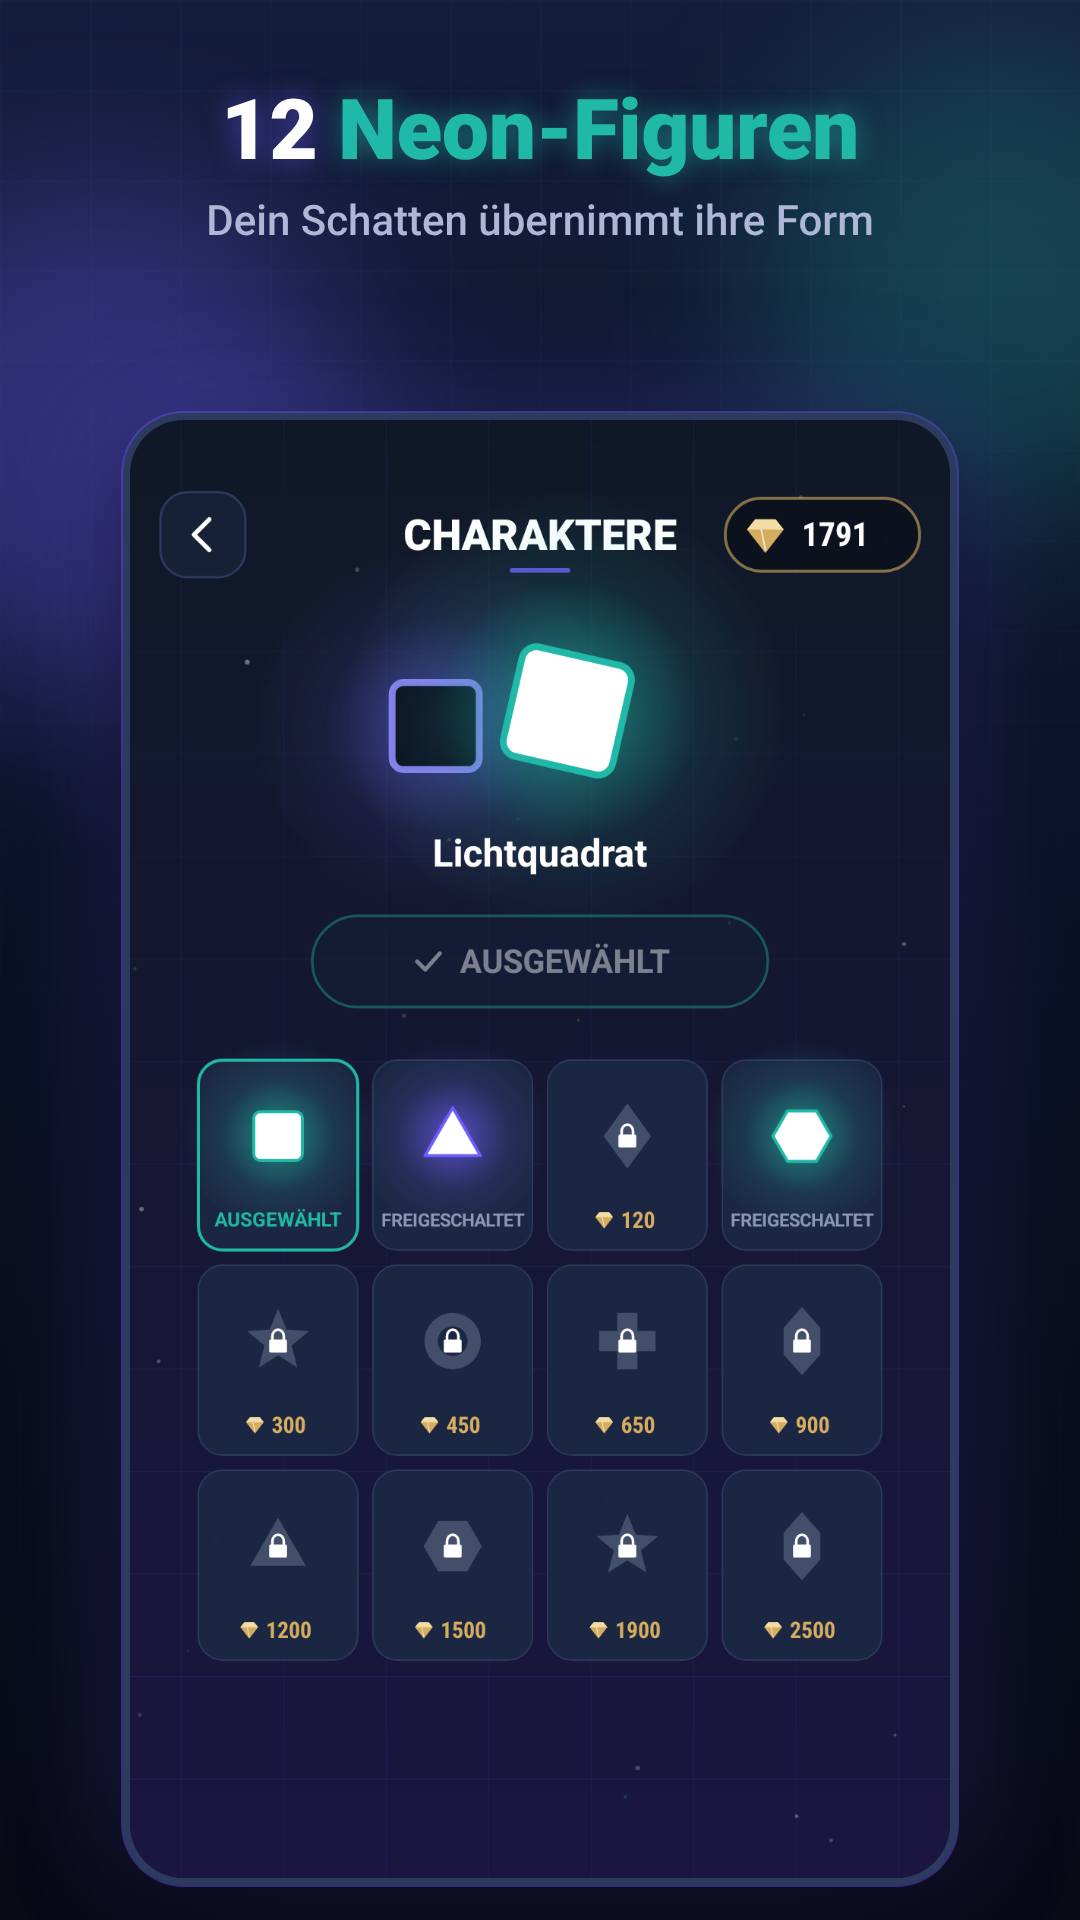 12 Neon-Figuren
Dein Schatten übernimmt ihre Form
CHARAKTERE
1791
Lichtquadrat
AUSGEWÄHLT
AUSGEWÄHLT FREIGESCHALTET 120 FREIGESCHALTET
300 450 650 900
1200 1500 1900 2500